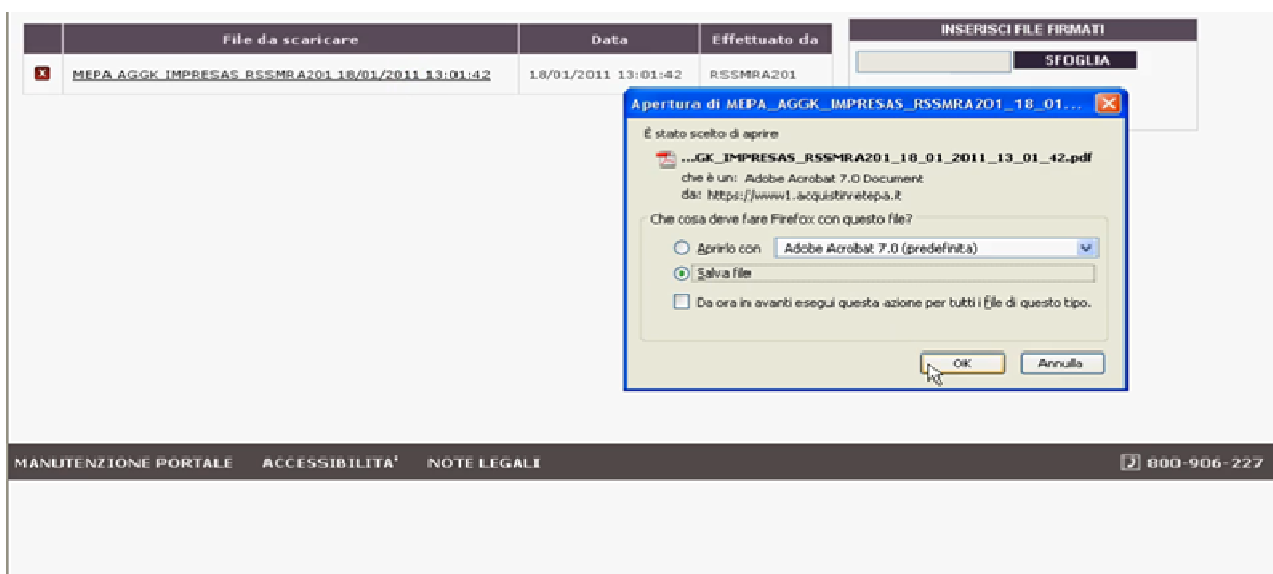 File da scaricare Data Effettuato da
INSERISCI FILE FIRMATI
SFOGLIA
MEPA AGGK IMPRESAS RSSMRA201 18/01/2011 13:01:42 18/01/2011 13:01:42 RSSMRA201
Apertura di MEPA_AGGK_IMPRESAS_RSSMRA201_18_01...
È stato scelto di aprire
...GK_IMPRESAS_RSSMRA201_18_01_2011_13_01_42.pdf
che è un: Adobe Acrobat 7.0 Document
da: https://www1.acquistinretepa.it
Che cosa deve fare Firefox con questo file?
Aprirlo con Adobe Acrobat 7.0 (predefinita)
Salva file
Da ora in avanti esegui questa azione per tutti i file di questo tipo.
OK Annulla
MANUTENZIONE PORTALE ACCESSIBILITA' NOTE LEGALI 800-906-227